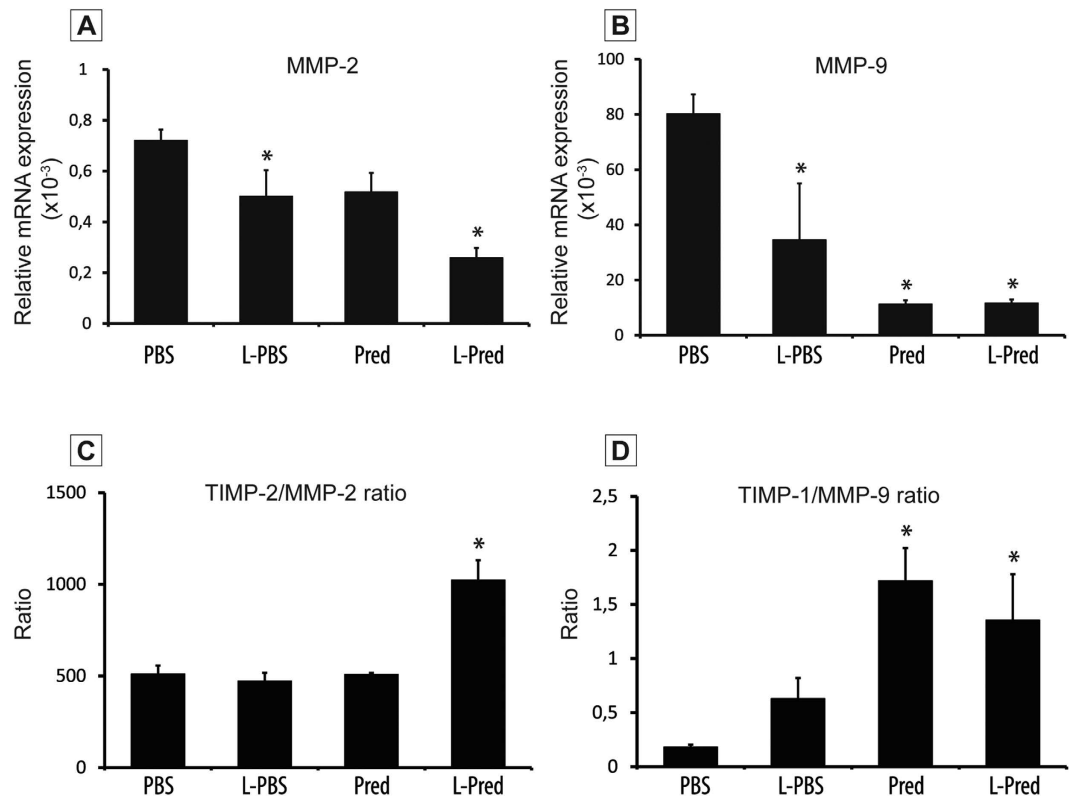 A
MMP-2
Relative mRNA expression
(x10⁻³)
1
0,8
0,6
0,4
0,2
0
*
*
PBS L-PBS Pred L-Pred
B
MMP-9
Relative mRNA expression
(x10⁻³)
100
80
60
40
20
0
*
*
*
PBS L-PBS Pred L-Pred
C
TIMP-2/MMP-2 ratio
Ratio
1500
1000
500
0
*
PBS L-PBS Pred L-Pred
D
TIMP-1/MMP-9 ratio
Ratio
2,5
2
1,5
1
0,5
0
*
*
PBS L-PBS Pred L-Pred